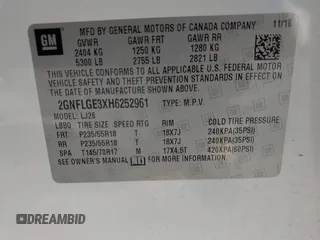 GM
MFD BY GENERAL MOTORS OF CANADA COMPANY 11/16
GVWR GAWR FRT GAWR RR
2404 KG 1250 KG 1280 KG
5300 LB 2755 LB 2821 LB
THIS VEHICLE CONFORMS TO ALL APPLICABLE U.S. FEDERAL MOTOR
VEHICLE SAFETY AND THEFT PREVENTION STANDARDS IN EFFECT
ON THE DATE OF MANUFACTURE SHOWN ABOVE.
2GNFLGE3XH6252961 TYPE: M.P.V.
MODEL: LJ26
TIRE SIZE SPEED RTG RIM COLD TIRE PRESSURE
FRT P235/55R18 T 18X7J 240KPA(35PSI)
RR P235/55R18 T 18X7J 240KPA(35PSI)
SPA T145/70R17 M 17X4.5T 420KPA(60PSI)
DREAMBID